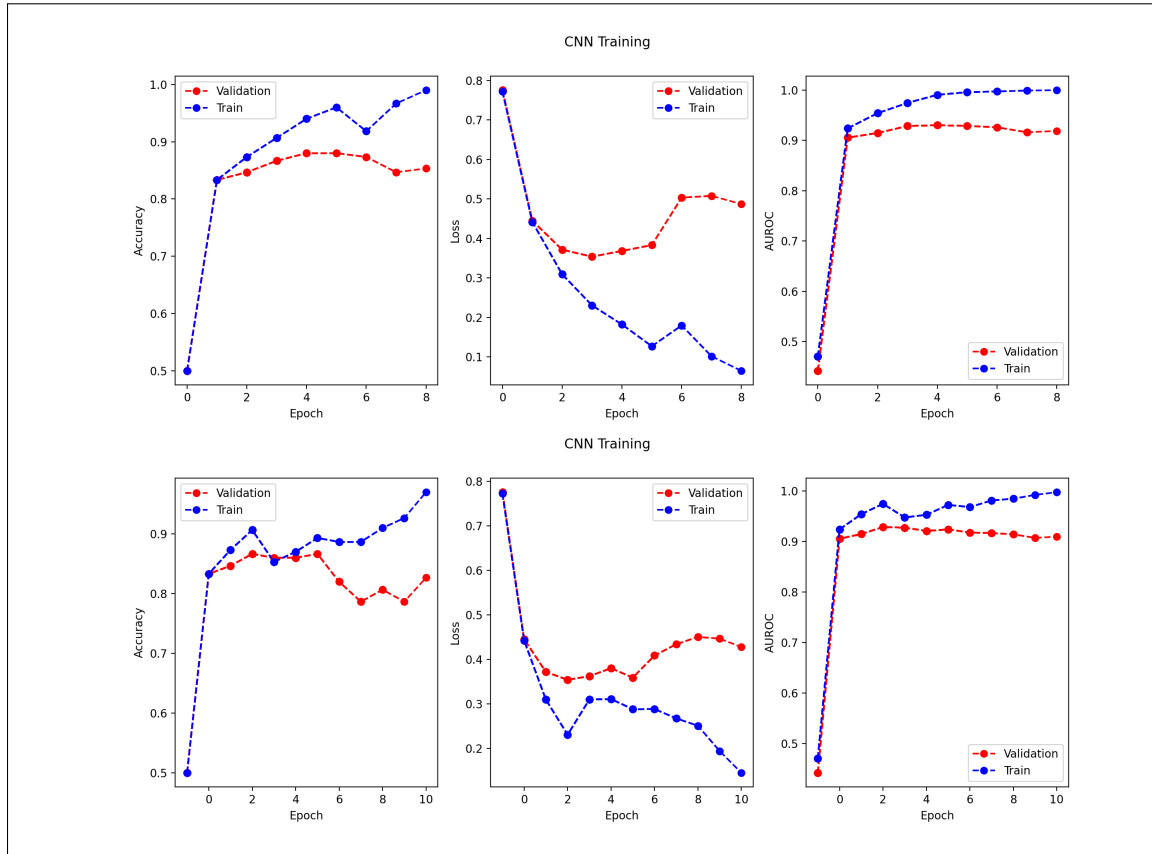 CNN Training
1.0
0.9
0.8
0.7
0.6
0.5
Accuracy
Validation
Train
0 2 4 6 8
Epoch
0.8
0.7
0.6
0.5
0.4
0.3
0.2
0.1
Loss
Validation
Train
0 2 4 6 8
Epoch
1.0
0.9
0.8
0.7
0.6
0.5
AUROC
Validation
Train
0 2 4 6 8
Epoch
CNN Training
0.9
0.8
0.7
0.6
0.5
Accuracy
Validation
Train
0 2 4 6 8 10
Epoch
0.8
0.7
0.6
0.5
0.4
0.3
0.2
Loss
Validation
Train
0 2 4 6 8 10
Epoch
1.0
0.9
0.8
0.7
0.6
0.5
AUROC
Validation
Train
0 2 4 6 8 10
Epoch